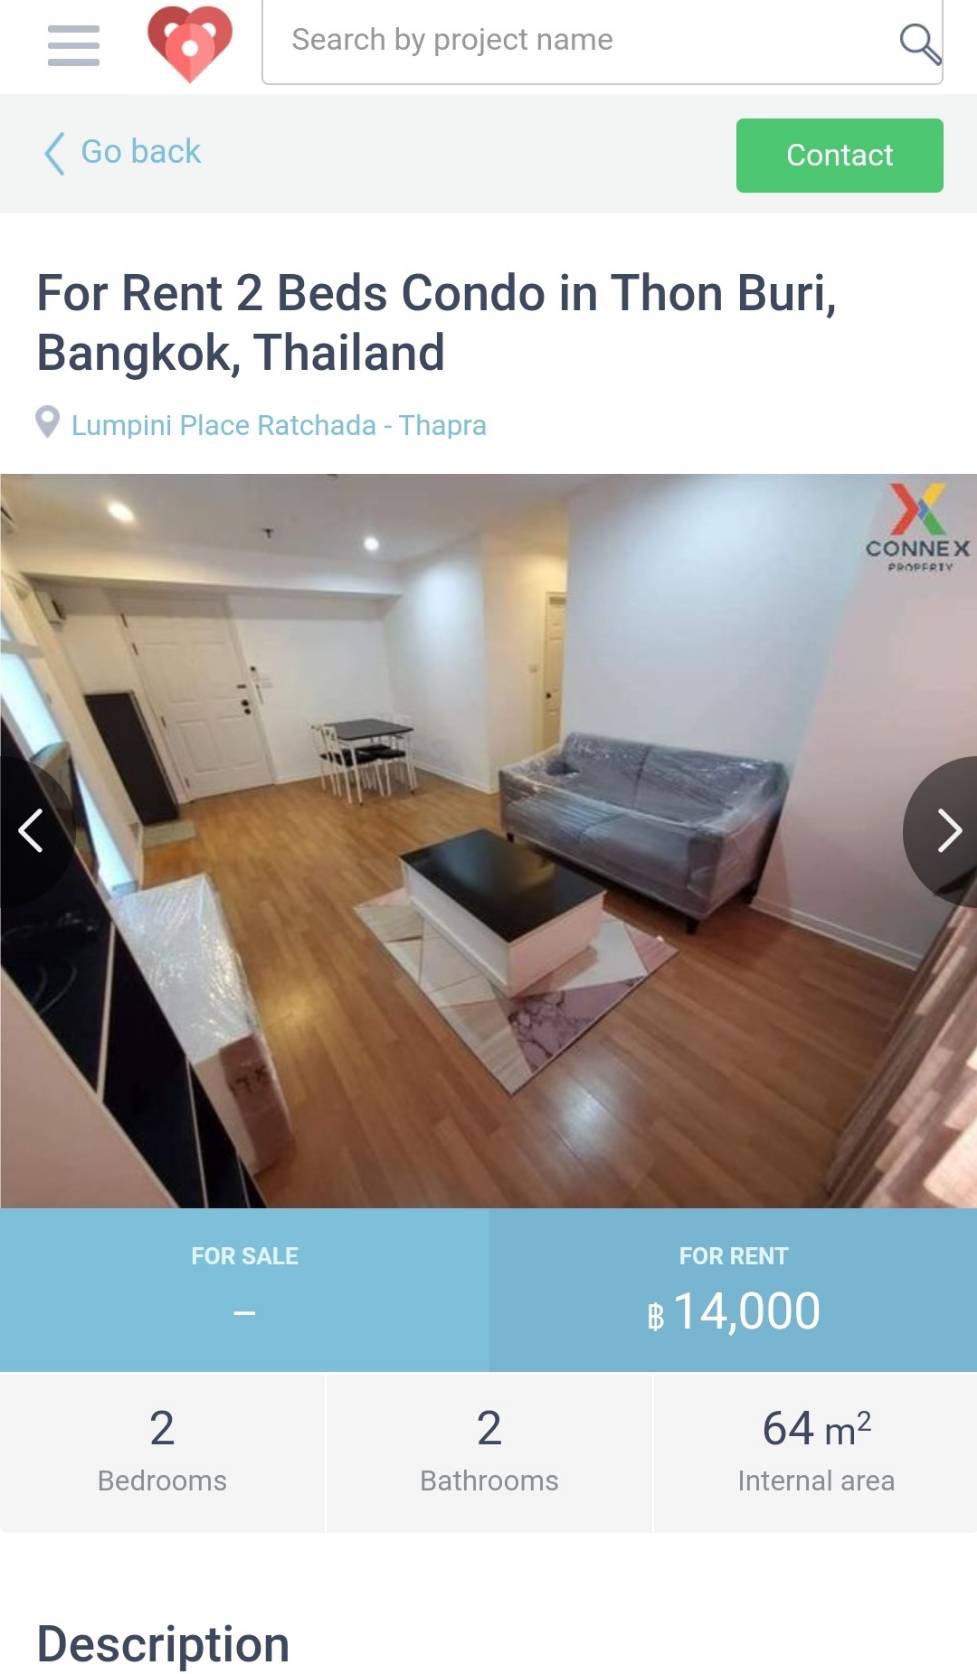 Search by project name
Go back
Contact
For Rent 2 Beds Condo in Thon Buri,
Bangkok, Thailand
Lumpini Place Ratchada - Thapra
CONNEX
PROPERTY
FOR SALE
–
FOR RENT
฿ 14,000
2
Bedrooms
2
Bathrooms
64 m²
Internal area
Description